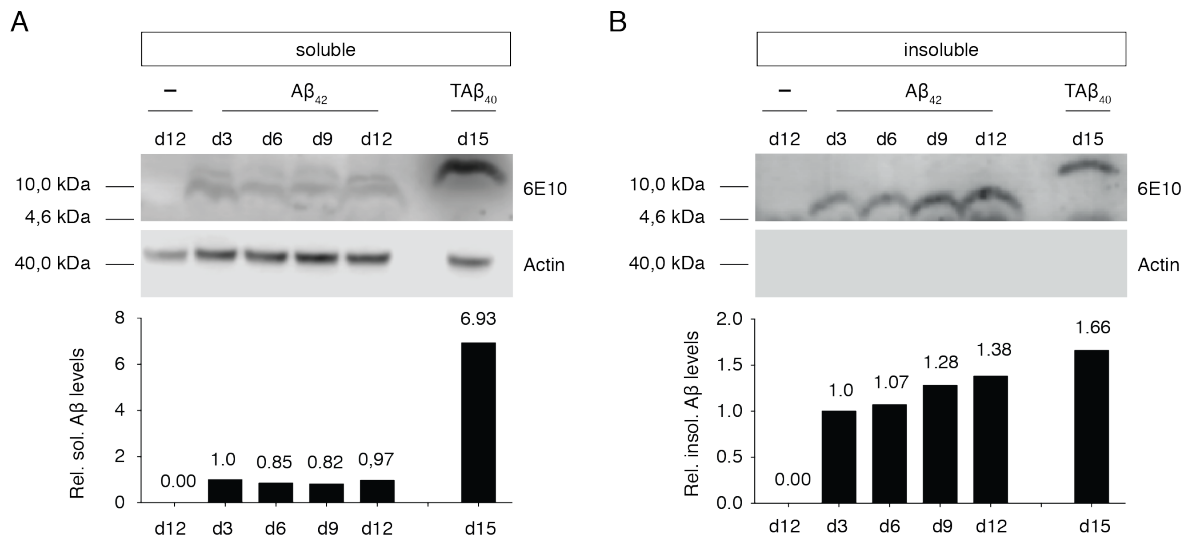 A
soluble
– Aβ42 TAβ40
d12 d3 d6 d9 d12 d15
10,0 kDa
6E10
4,6 kDa
40,0 kDa
Actin
Rel. sol. Aβ levels
8
6
4
2
0
0.00 1.0 0.85 0.82 0,97 6.93
d12 d3 d6 d9 d12 d15
B
insoluble
– Aβ42 TAβ40
d12 d3 d6 d9 d12 d15
10,0 kDa
6E10
4,6 kDa
40,0 kDa
Actin
Rel. insol. Aβ levels
2.0
1.5
1.0
0.5
0.0
0.00 1.0 1.07 1.28 1.38 1.66
d12 d3 d6 d9 d12 d15